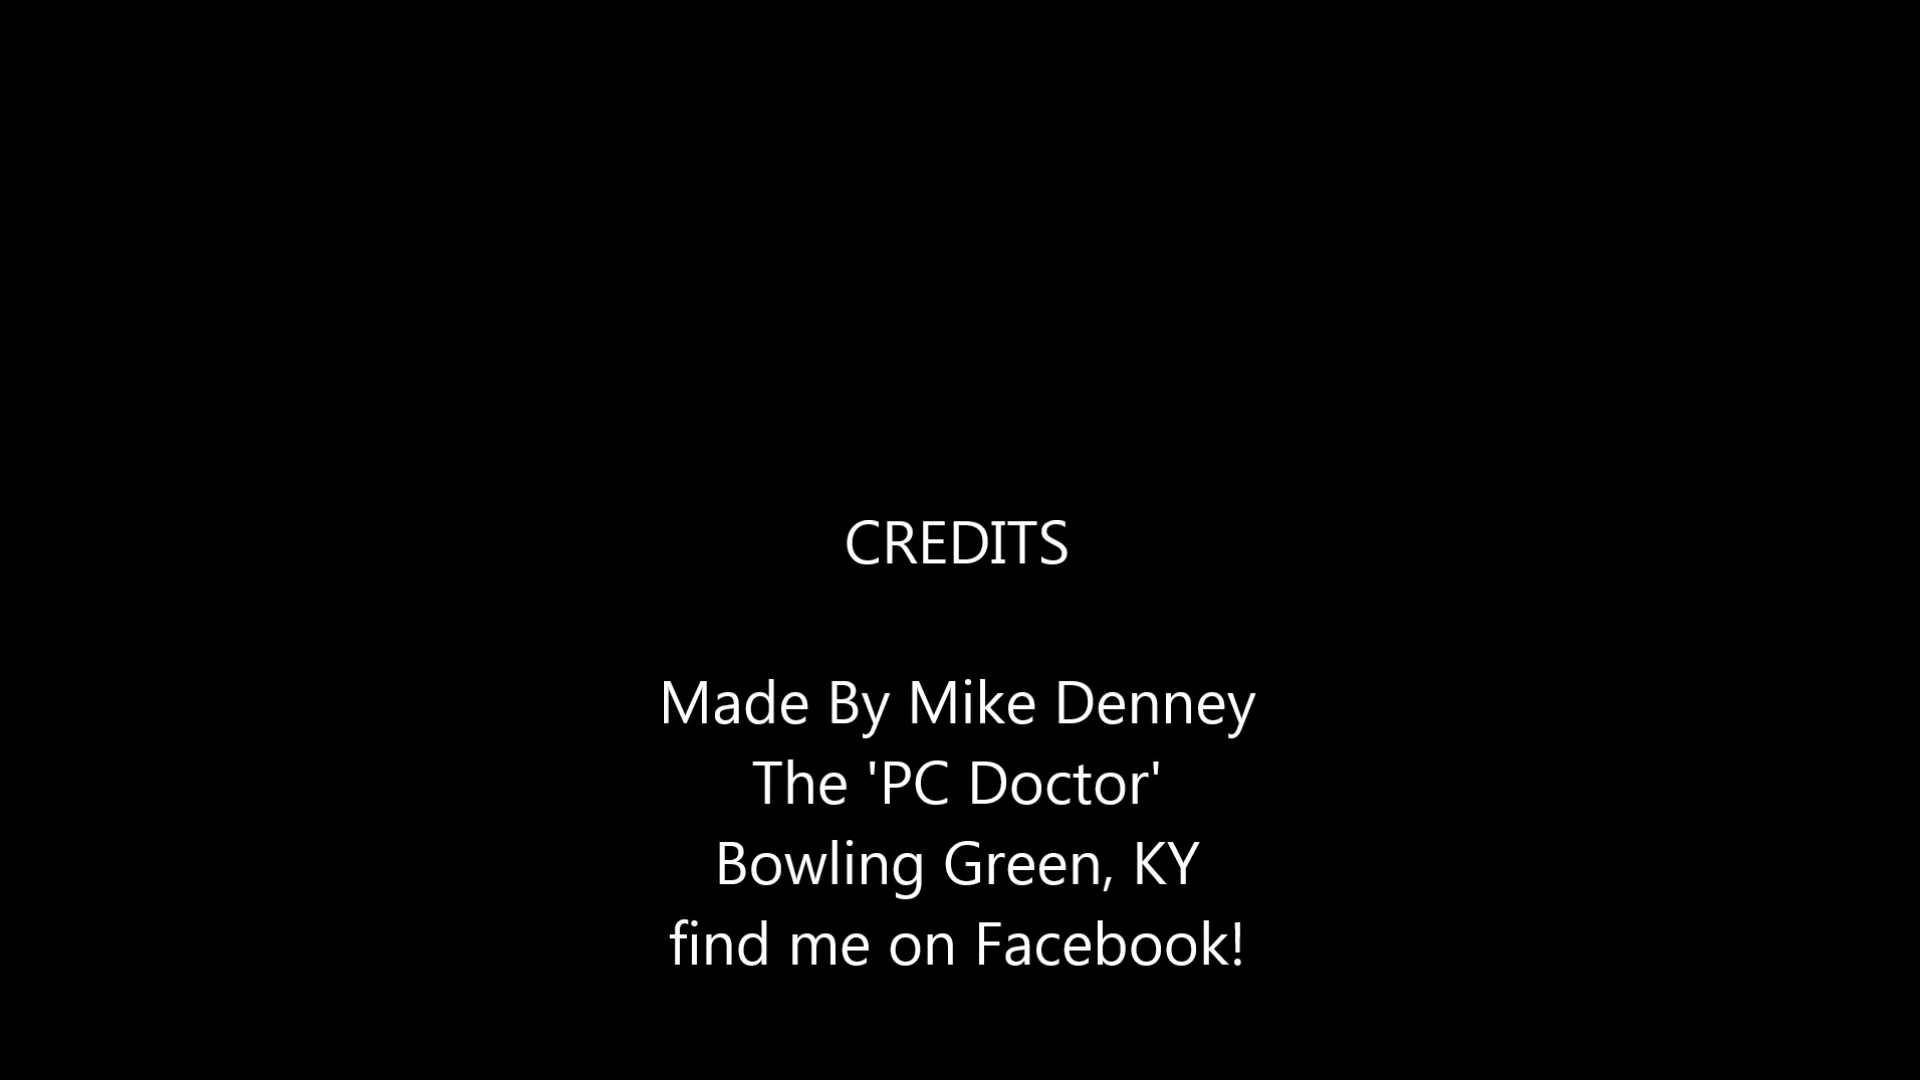 CREDITS
Made By Mike Denney
The 'PC Doctor'
Bowling Green, KY
find me on Facebook!